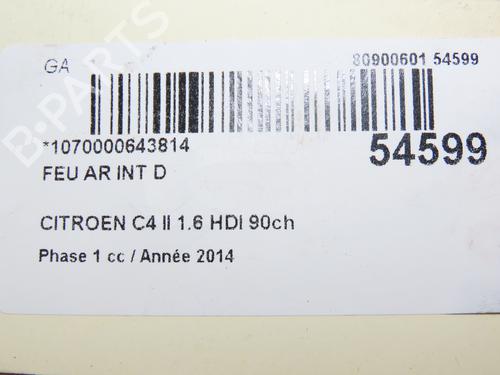 GA
80900601 54599
*1070000643814
54599
FEU AR INT D
CITROEN C4 II 1.6 HDI 90ch
Phase 1 cc / Année 2014
B-PARTS